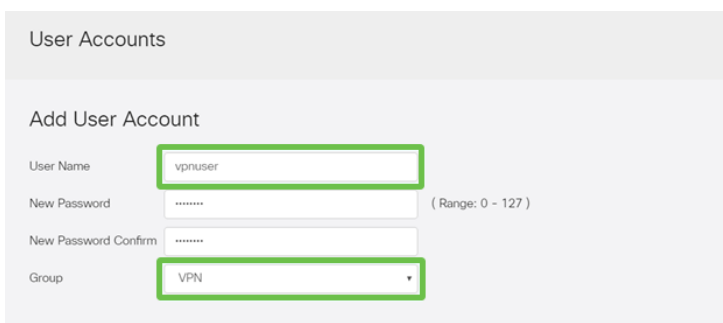 User Accounts
Add User Account
User Name vpnuser
New Password •••••••• ( Range: 0 - 127 )
New Password Confirm ••••••••
Group VPN